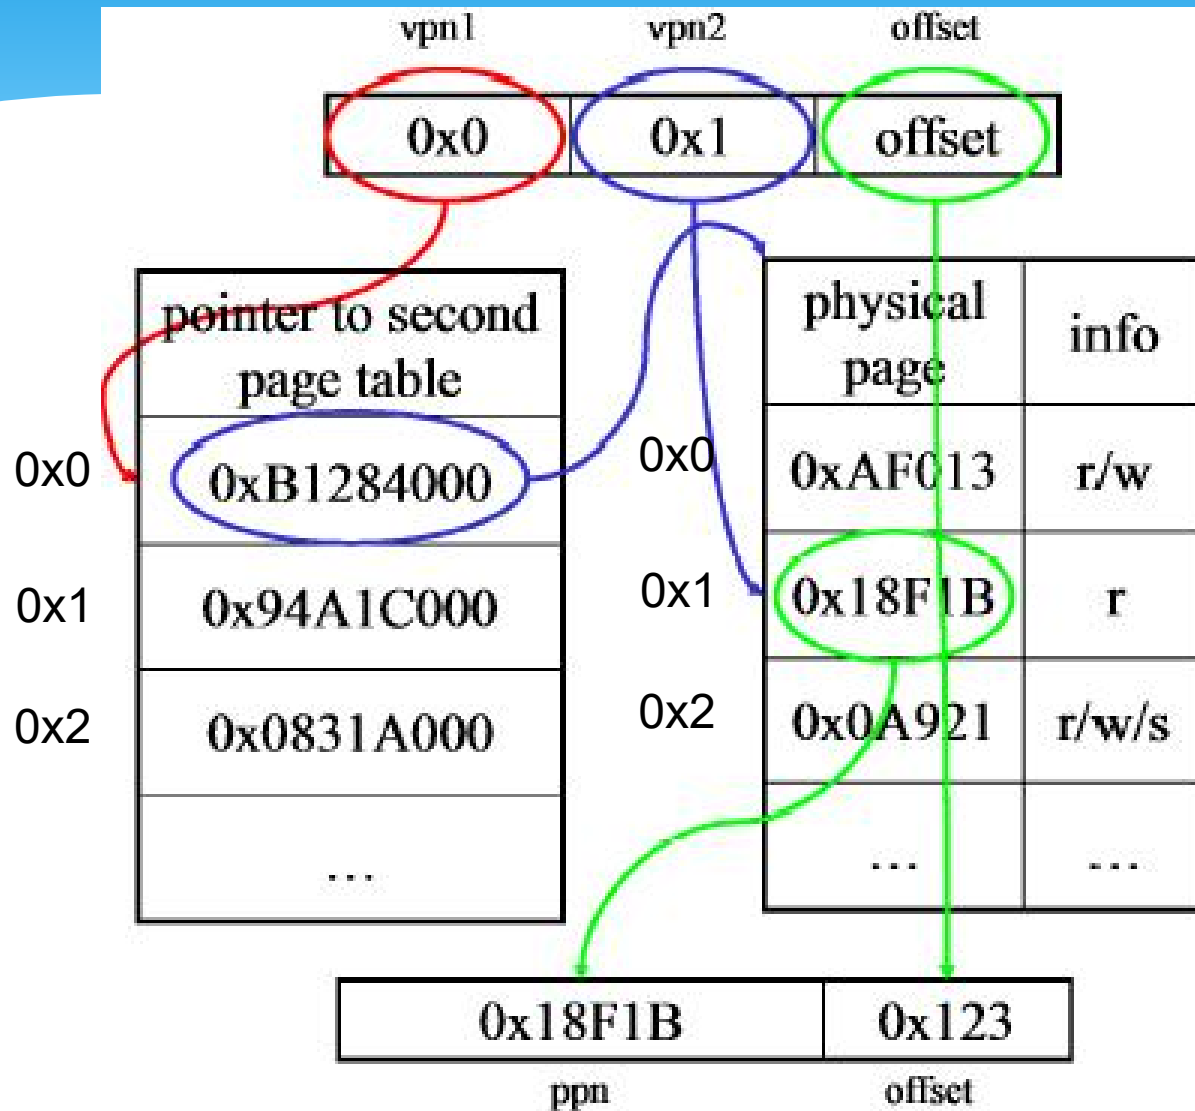 vpn1 vpn2 offset
0x0 0x1 offset
pointer to second
page table
physical
page
info
0x0 0xB1284000 0x0 0xAF013 r/w
0x1 0x94A1C000 0x1 0x18F1B r
0x2 0x0831A000 0x2 0x0A921 r/w/s
... ... ...
0x18F1B 0x123
ppn offset